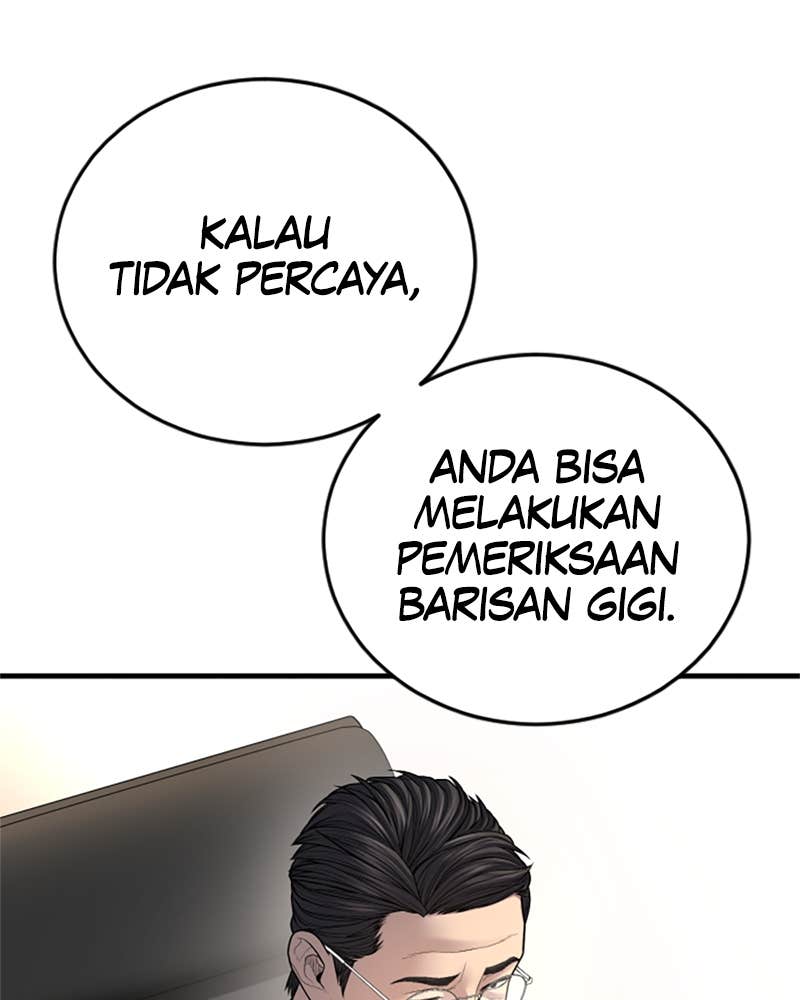 KALAU
TIDAK PERCAYA,
ANDA BISA
MELAKUKAN
PEMERIKSAAN
BARISAN GIGI.